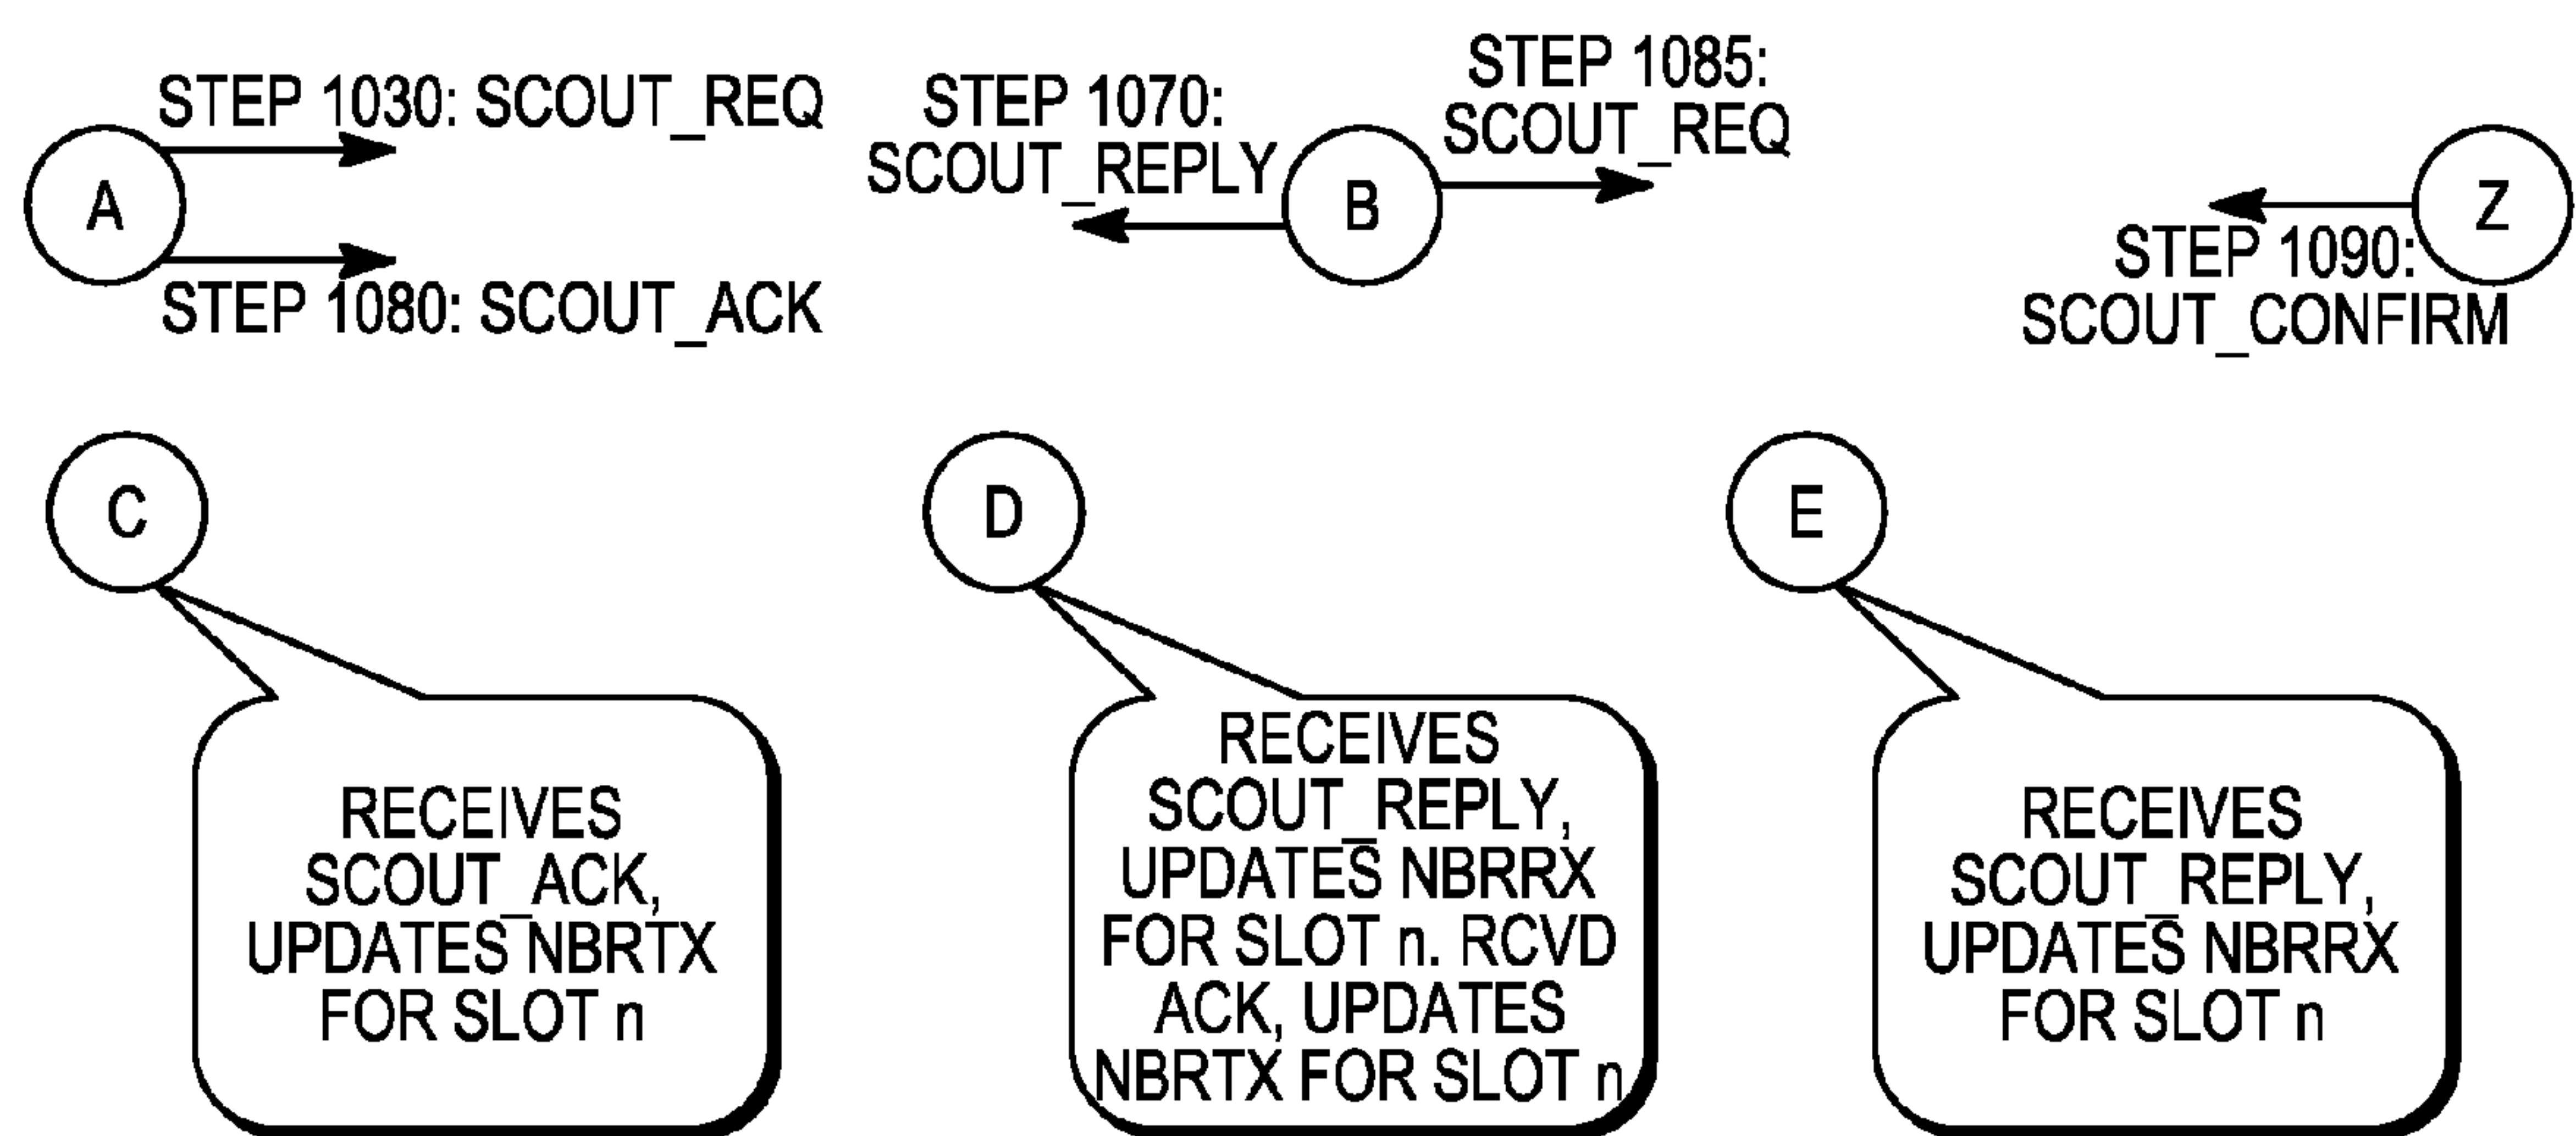 STEP 1030: SCOUT_REQ
A
STEP 1080: SCOUT_ACK
STEP 1070:
SCOUT_REPLY
B
STEP 1085:
SCOUT_REQ
Z
STEP 1090:
SCOUT_CONFIRM
C
RECEIVES
SCOUT_ACK,
UPDATES NBRTX
FOR SLOT n
D
RECEIVES
SCOUT_REPLY,
UPDATES NBRRX
FOR SLOT n. RCVD
ACK, UPDATES
NBRTX FOR SLOT n
E
RECEIVES
SCOUT_REPLY,
UPDATES NBRRX
FOR SLOT n